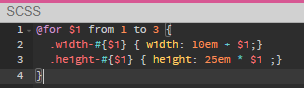 SCSS
1 @for $i from 1 to 3 {
2 .width-#{$i} { width: 10em + $i;}
3 .height-#{$i} { height: 25em * $i ;}
4 }